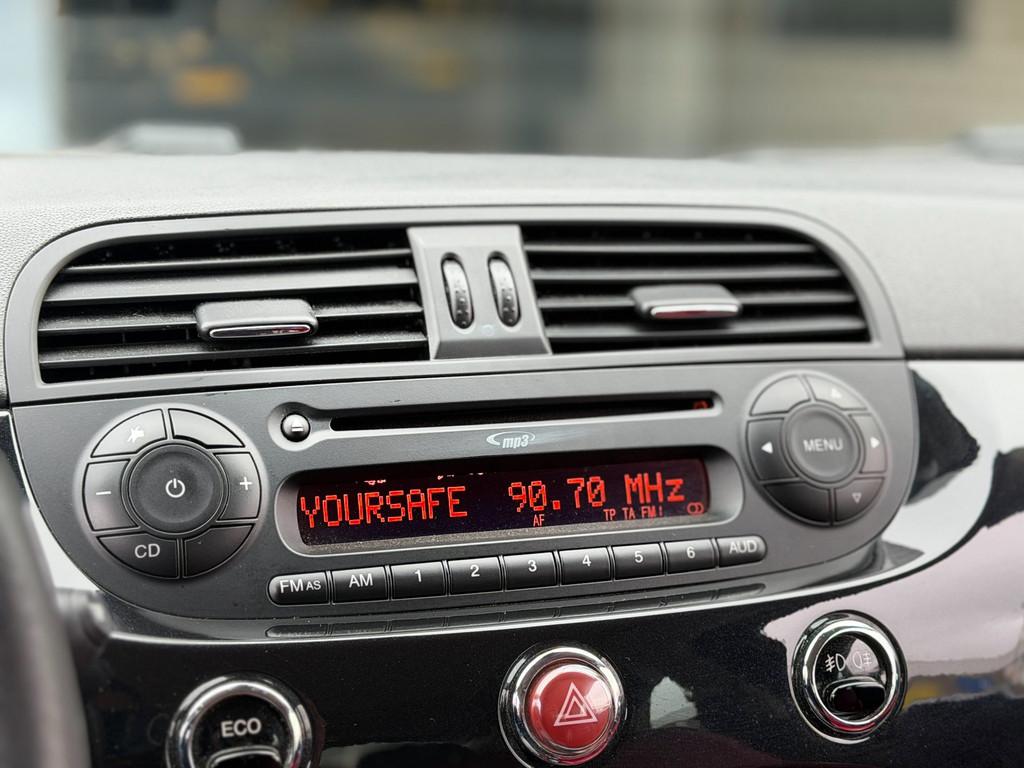 mp3
MENU
YOURSAFE 90.70 MHz
AF TP TA FM1
− +
CD
FM AS AM 1 2 3 4 5 6 AUD
ECO